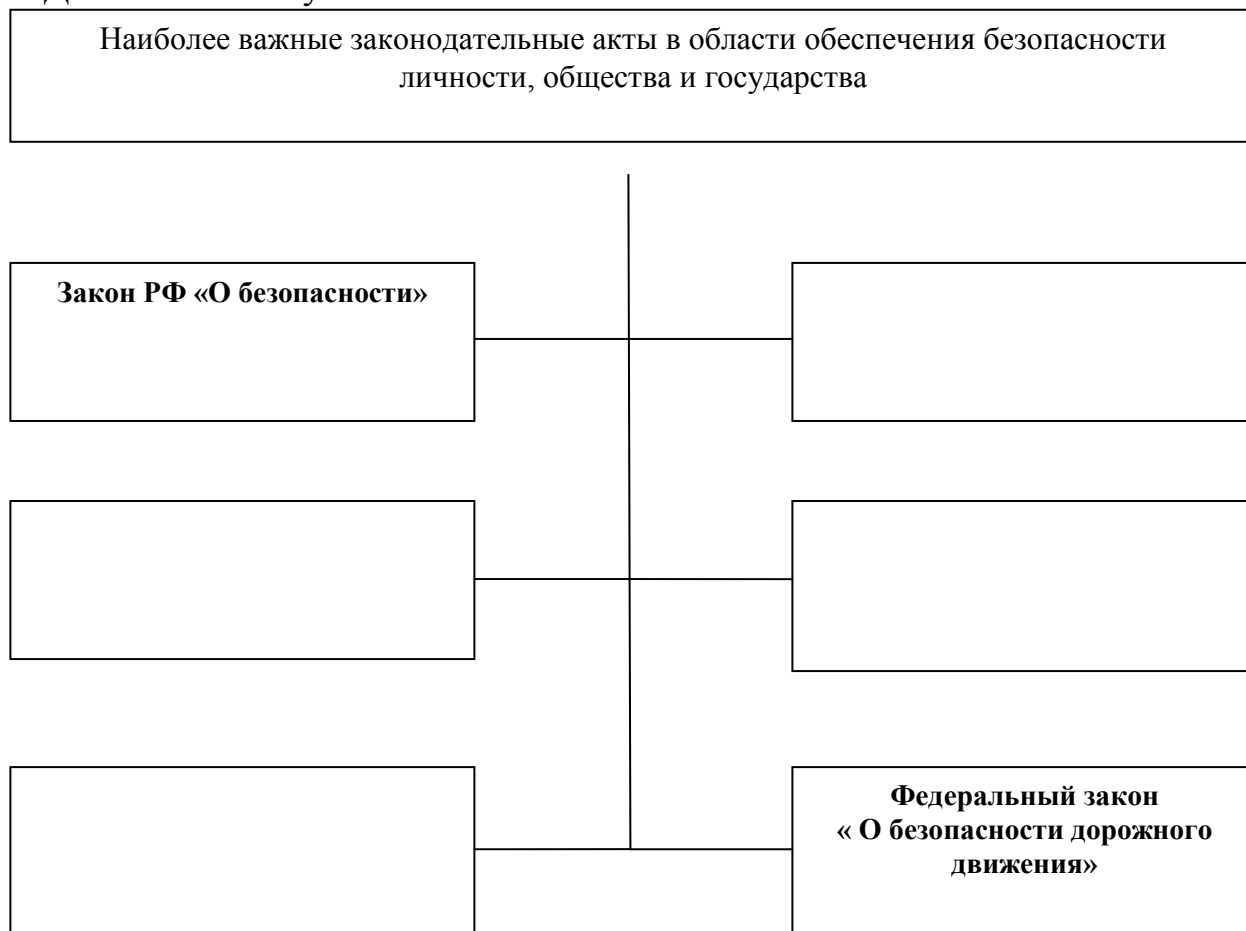 Наиболее важные законодательные акты в области обеспечения безопасности
личности, общества и государства
Закон РФ «О безопасности»
Федеральный закон
« О безопасности дорожного
движения»